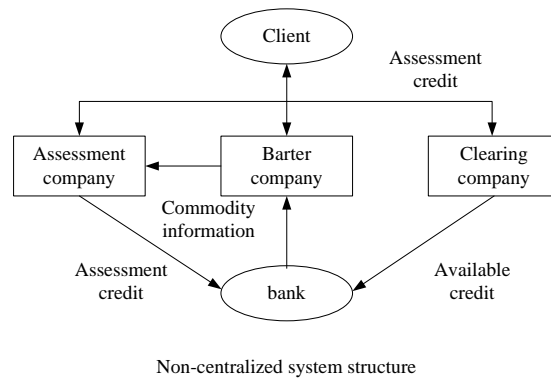 Client
Assessment
credit
Assessment
company
Barter
company
Clearing
company
Commodity
information
Assessment
credit
bank
Available
credit
Non-centralized system structure